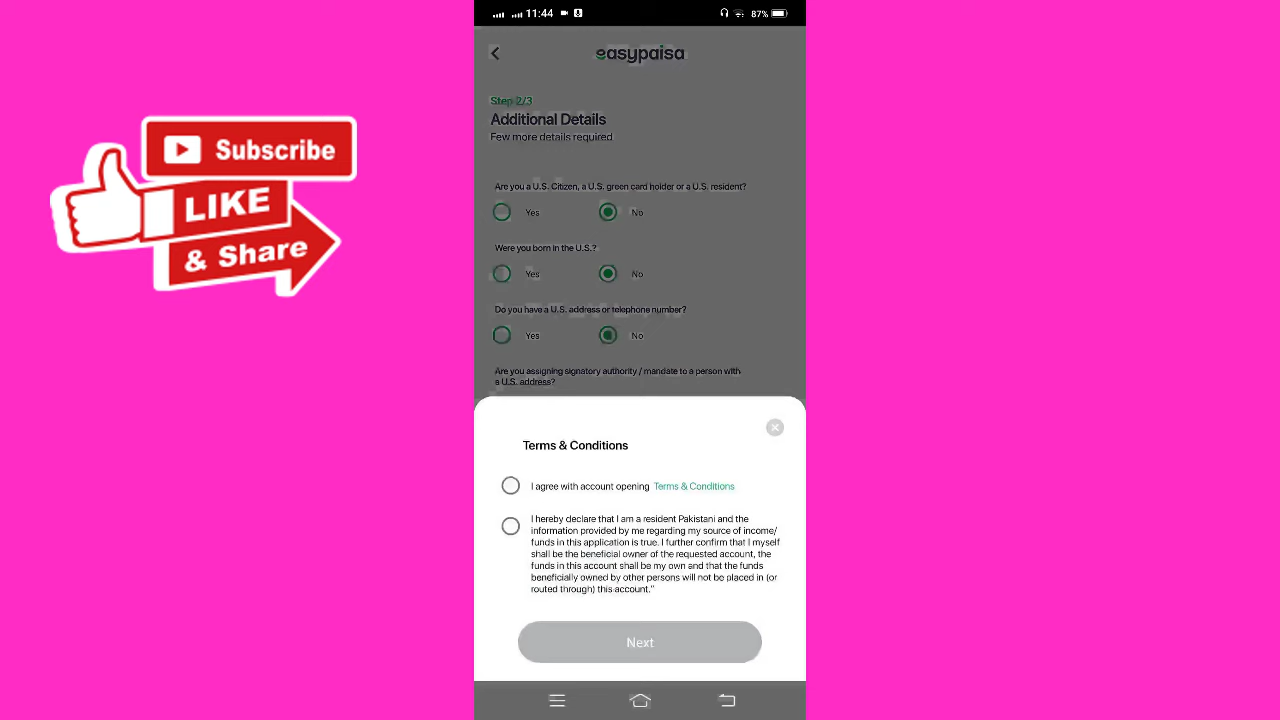 Subscribe
LIKE
& Share
11:44
87%
easypaisa
Step 2/3
Additional Details
Few more details required
Are you a U.S. Citizen, a U.S. green card holder or a U.S. resident?
Yes No
Were you born in the U.S.?
Yes No
Do you have a U.S. address or telephone number?
Yes No
Are you assigning signatory authority / mandate to a person with
a U.S. address?
Terms & Conditions
I agree with account opening Terms & Conditions
I hereby declare that I am a resident Pakistani and the
information provided by me regarding my source of income/
funds in this application is true. I further confirm that I myself
shall be the beneficial owner of the requested account, the
funds in this account shall be my own and that the funds
beneficially owned by other persons will not be placed in (or
routed through) this account."
Next